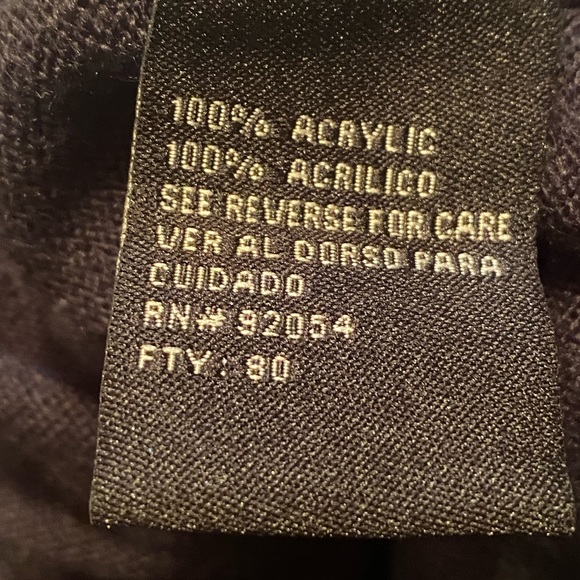 100% ACRYLIC
100% ACRILICO
SEE REVERSE FOR CARE
VER AL DORSO PARA
CUIDADO
RN# 92054
FTY: 80